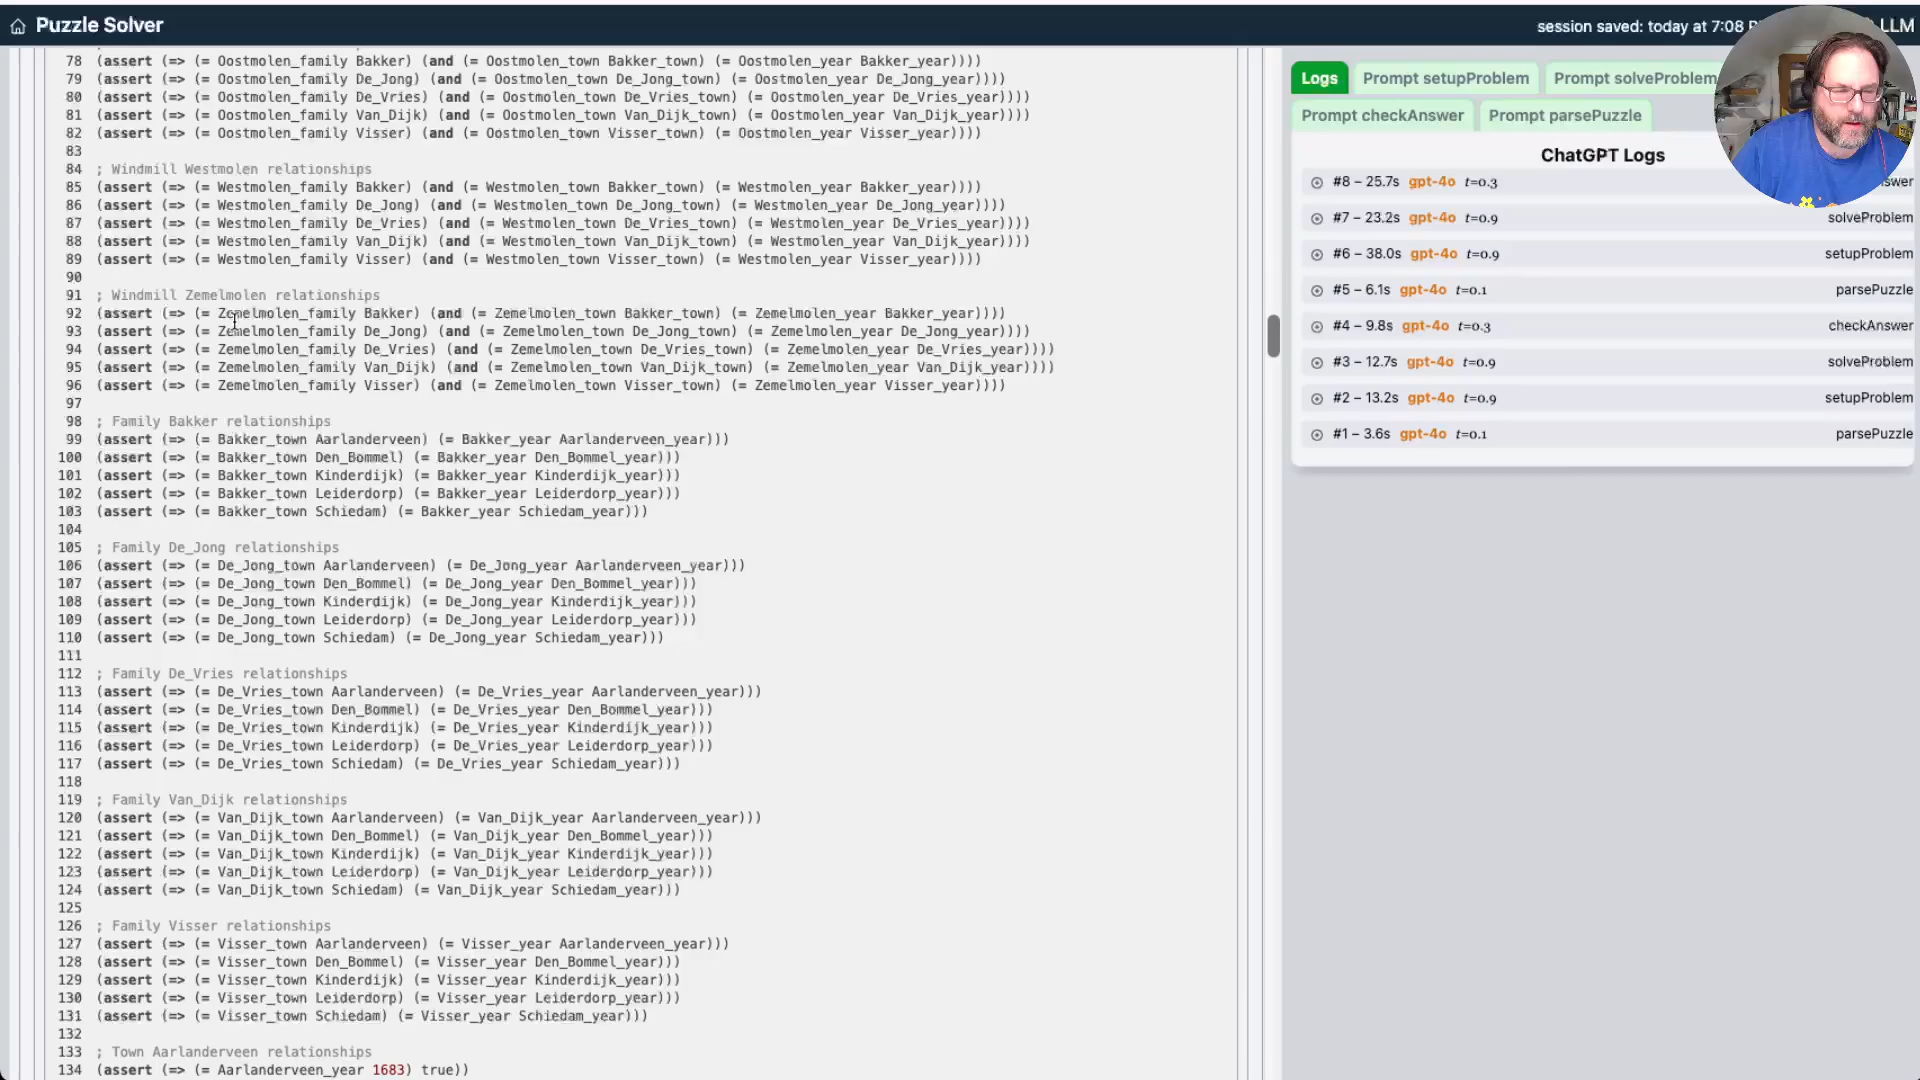 Puzzle Solver
session saved: today at 7:08
LLM
78 (assert (=> (= Oostmolen_family Bakker) (and (= Oostmolen_town Bakker_town) (= Oostmolen_year Bakker_year))))
79 (assert (=> (= Oostmolen_family De_Jong) (and (= Oostmolen_town De_Jong_town) (= Oostmolen_year De_Jong_year))))
80 (assert (=> (= Oostmolen_family De_Vries) (and (= Oostmolen_town De_Vries_town) (= Oostmolen_year De_Vries_year))))
81 (assert (=> (= Oostmolen_family Van_Dijk) (and (= Oostmolen_town Van_Dijk_town) (= Oostmolen_year Van_Dijk_year))))
82 (assert (=> (= Oostmolen_family Visser) (and (= Oostmolen_town Visser_town) (= Oostmolen_year Visser_year))))
83
84 ; Windmill Westmolen relationships
85 (assert (=> (= Westmolen_family Bakker) (and (= Westmolen_town Bakker_town) (= Westmolen_year Bakker_year))))
86 (assert (=> (= Westmolen_family De_Jong) (and (= Westmolen_town De_Jong_town) (= Westmolen_year De_Jong_year))))
87 (assert (=> (= Westmolen_family De_Vries) (and (= Westmolen_town De_Vries_town) (= Westmolen_year De_Vries_year))))
88 (assert (=> (= Westmolen_family Van_Dijk) (and (= Westmolen_town Van_Dijk_town) (= Westmolen_year Van_Dijk_year))))
89 (assert (=> (= Westmolen_family Visser) (and (= Westmolen_town Visser_town) (= Westmolen_year Visser_year))))
90
91 ; Windmill Zemelmolen relationships
92 (assert (=> (= Zemelmolen_family Bakker) (and (= Zemelmolen_town Bakker_town) (= Zemelmolen_year Bakker_year))))
93 (assert (=> (= Zemelmolen_family De_Jong) (and (= Zemelmolen_town De_Jong_town) (= Zemelmolen_year De_Jong_year))))
94 (assert (=> (= Zemelmolen_family De_Vries) (and (= Zemelmolen_town De_Vries_town) (= Zemelmolen_year De_Vries_year))))
95 (assert (=> (= Zemelmolen_family Van_Dijk) (and (= Zemelmolen_town Van_Dijk_town) (= Zemelmolen_year Van_Dijk_year))))
96 (assert (=> (= Zemelmolen_family Visser) (and (= Zemelmolen_town Visser_town) (= Zemelmolen_year Visser_year))))
97
98 ; Family Bakker relationships
99 (assert (=> (= Bakker_town Aarlanderveen) (= Bakker_year Aarlanderveen_year)))
100 (assert (=> (= Bakker_town Den_Bommel) (= Bakker_year Den_Bommel_year)))
101 (assert (=> (= Bakker_town Kinderdijk) (= Bakker_year Kinderdijk_year)))
102 (assert (=> (= Bakker_town Leiderdorp) (= Bakker_year Leiderdorp_year)))
103 (assert (=> (= Bakker_town Schiedam) (= Bakker_year Schiedam_year)))
104
105 ; Family De_Jong relationships
106 (assert (=> (= De_Jong_town Aarlanderveen) (= De_Jong_year Aarlanderveen_year)))
107 (assert (=> (= De_Jong_town Den_Bommel) (= De_Jong_year Den_Bommel_year)))
108 (assert (=> (= De_Jong_town Kinderdijk) (= De_Jong_year Kinderdijk_year)))
109 (assert (=> (= De_Jong_town Leiderdorp) (= De_Jong_year Leiderdorp_year)))
110 (assert (=> (= De_Jong_town Schiedam) (= De_Jong_year Schiedam_year)))
111
112 ; Family De_Vries relationships
113 (assert (=> (= De_Vries_town Aarlanderveen) (= De_Vries_year Aarlanderveen_year)))
114 (assert (=> (= De_Vries_town Den_Bommel) (= De_Vries_year Den_Bommel_year)))
115 (assert (=> (= De_Vries_town Kinderdijk) (= De_Vries_year Kinderdijk_year)))
116 (assert (=> (= De_Vries_town Leiderdorp) (= De_Vries_year Leiderdorp_year)))
117 (assert (=> (= De_Vries_town Schiedam) (= De_Vries_year Schiedam_year)))
118
119 ; Family Van_Dijk relationships
120 (assert (=> (= Van_Dijk_town Aarlanderveen) (= Van_Dijk_year Aarlanderveen_year)))
121 (assert (=> (= Van_Dijk_town Den_Bommel) (= Van_Dijk_year Den_Bommel_year)))
122 (assert (=> (= Van_Dijk_town Kinderdijk) (= Van_Dijk_year Kinderdijk_year)))
123 (assert (=> (= Van_Dijk_town Leiderdorp) (= Van_Dijk_year Leiderdorp_year)))
124 (assert (=> (= Van_Dijk_town Schiedam) (= Van_Dijk_year Schiedam_year)))
125
126 ; Family Visser relationships
127 (assert (=> (= Visser_town Aarlanderveen) (= Visser_year Aarlanderveen_year)))
128 (assert (=> (= Visser_town Den_Bommel) (= Visser_year Den_Bommel_year)))
129 (assert (=> (= Visser_town Kinderdijk) (= Visser_year Kinderdijk_year)))
130 (assert (=> (= Visser_town Leiderdorp) (= Visser_year Leiderdorp_year)))
131 (assert (=> (= Visser_town Schiedam) (= Visser_year Schiedam_year)))
132
133 ; Town Aarlanderveen relationships
134 (assert (=> (= Aarlanderveen_year 1683) true))
Logs Prompt setupProblem Prompt solveProblem
Prompt checkAnswer Prompt parsePuzzle
ChatGPT Logs
#8 – 25.7s gpt-4o t=0.3
#7 – 23.2s gpt-4o t=0.9 solveProblem
#6 – 38.0s gpt-4o t=0.9 setupProblem
#5 – 6.1s gpt-4o t=0.1 parsePuzzle
#4 – 9.8s gpt-4o t=0.3 checkAnswer
#3 – 12.7s gpt-4o t=0.9 solveProblem
#2 – 13.2s gpt-4o t=0.9 setupProblem
#1 – 3.6s gpt-4o t=0.1 parsePuzzle